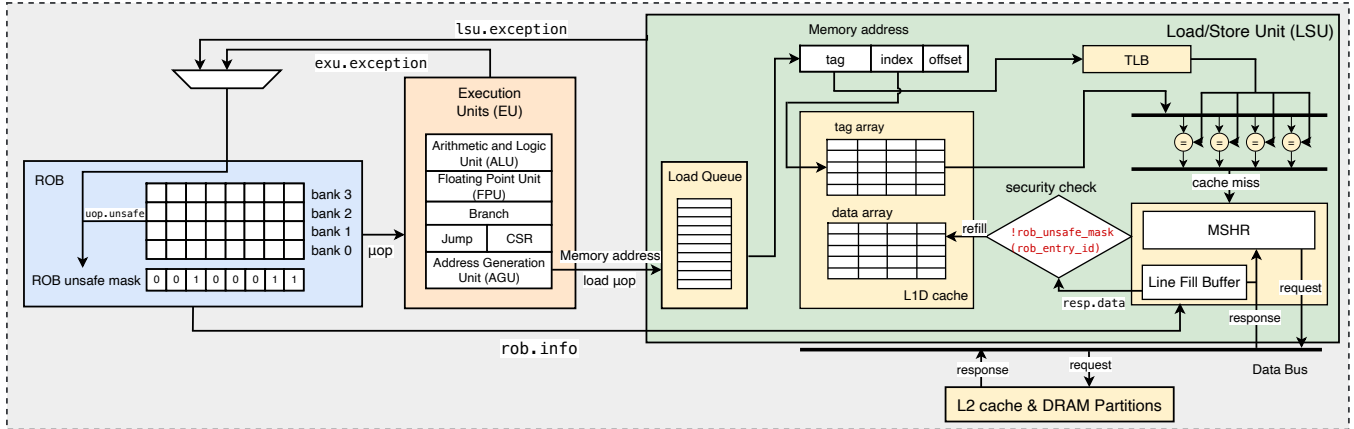 lsu.exception
exu.exception
Load/Store Unit (LSU)
Memory address
tag
index
offset
TLB
Execution
Units (EU)
Arithmetic and Logic
Unit (ALU)
Floating Point Unit
(FPU)
Branch
Jump
CSR
Address Generation
Unit (AGU)
ROB
uop.unsafe
bank 3
bank 2
bank 1
bank 0
ROB unsafe mask
0 0 1 0 0 0 1 1
μop
Memory address
load μop
Load Queue
tag array
data array
L1D cache
= = = =
cache miss
security check
!rob_unsafe_mask
(rob_entry_id)
refill
MSHR
Line Fill Buffer
resp.data
request
response
rob.info
Data Bus
response
request
L2 cache & DRAM Partitions